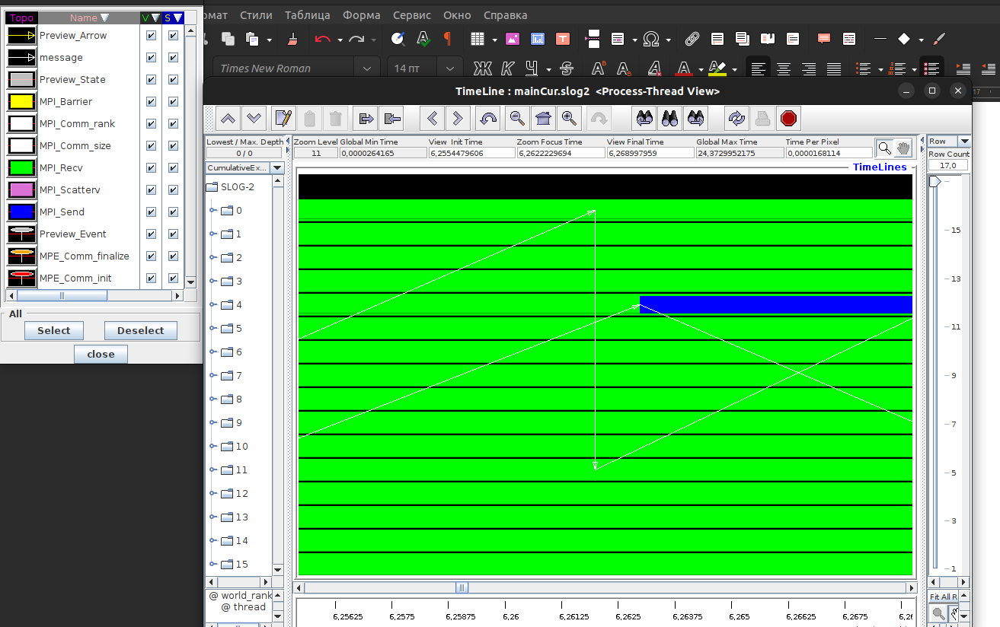 рмат Стили Таблица Форма Сервис Окно Справка
Times New Roman 14 пт
Ж К Ч S A A A A
17
Topo Name V S
Preview_Arrow
message
Preview_State
MPI_Barrier
MPI_Comm_rank
MPI_Comm_size
MPI_Recv
MPI_Scatterv
MPI_Send
Preview_Event
MPE_Comm_finalize
MPE_Comm_init
All
Select Deselect
close
TimeLine : mainCur.slog2 <Process-Thread View>
Lowest / Max. Depth Zoom Level Global Min Time View Init Time Zoom Focus Time View Final Time Global Max Time Time Per Pixel
0 / 0 11 0,0000264165 6,2554479606 6,2622229694 6,268997959 24,3729952175 0,0000168114
Row
Row Count
17,0
CumulativeEx...
TimeLines
SLOG-2
0
1
2
3
4
5
6
7
8
9
10
11
12
13
14
15
15
13
11
9
7
5
3
1
@ world_rank
@ thread
Fit All R
6,25625 6,2575 6,25875 6,26 6,26125 6,2625 6,26375 6,265 6,26625 6,2675 6,26